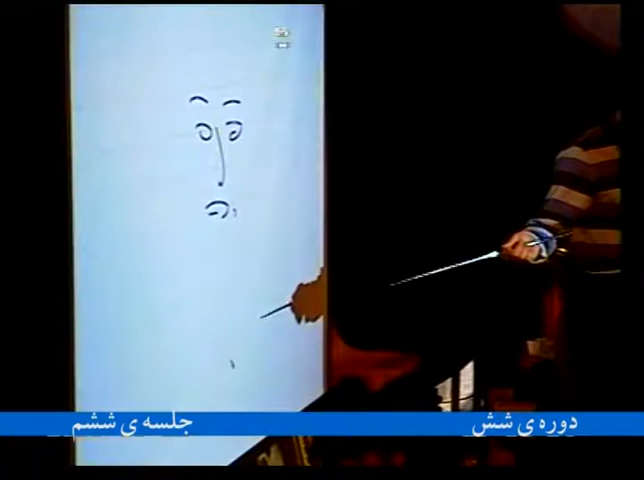 دوره ی شش
جلسه ی ششم